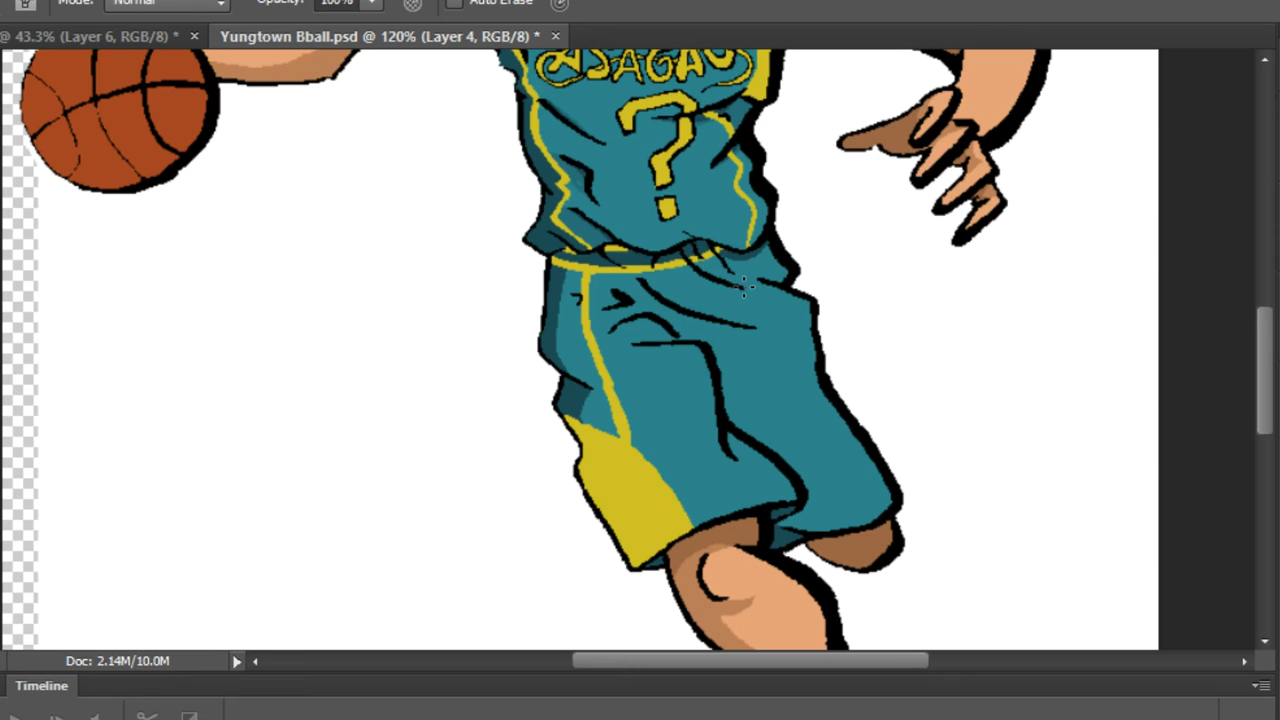 Mode: Normal Opacity: 100% Auto Erase
@ 43.3% (Layer 6, RGB/8) * × Yungtown Bball.psd @ 120% (Layer 4, RGB/8) * ×
?
Doc: 2.14M/10.0M
Timeline